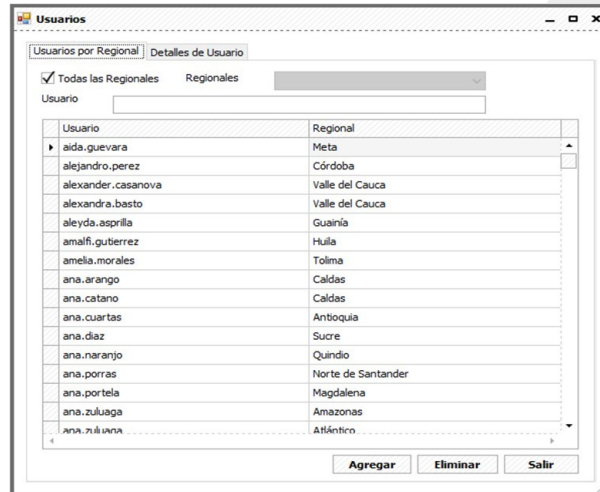 Usuarios
Usuarios por Regional Detalles de Usuario
Todas las Regionales Regionales
Usuario
Usuario Regional
aida.guevara Meta
alejandro.perez Córdoba
alexander.casanova Valle del Cauca
alexandra.basto Valle del Cauca
aleyda.asprilla Guainía
amalfi.gutierrez Huila
amelia.morales Tolima
ana.arango Caldas
ana.catano Caldas
ana.cuartas Antioquia
ana.diaz Sucre
ana.naranjo Quindio
ana.porras Norte de Santander
ana.portela Magdalena
ana.zuluaga Amazonas
ana.zuluaga Atlántico
Agregar Eliminar Salir